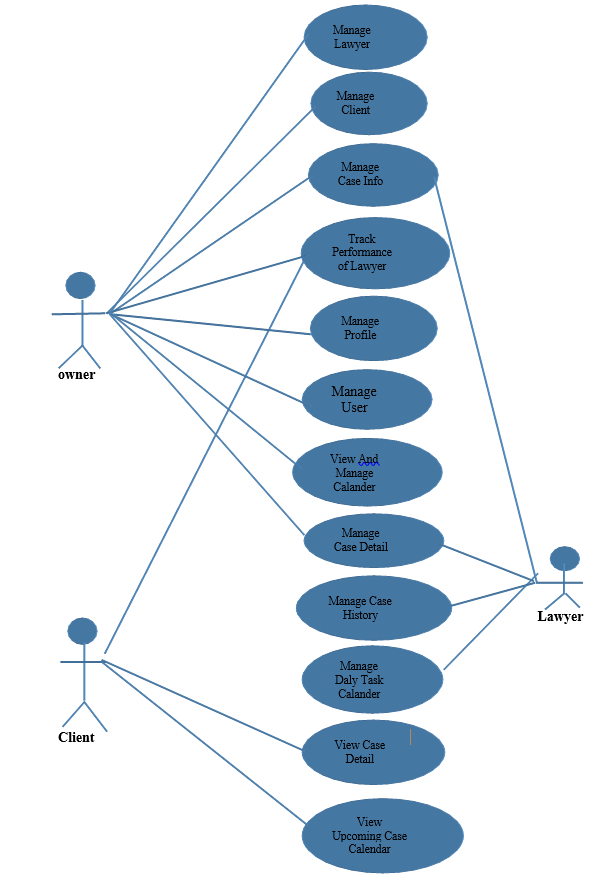 Manage
Lawyer
Manage
Client
Manage
Case Info
Track
Performance
of Lawyer
Manage
Profile
owner
Manage
User
View And
Manage
Calander
Manage
Case Detail
Manage Case
History
Lawyer
Manage
Daly Task
Calander
Client
View Case
Detail
View
Upcoming Case
Calendar